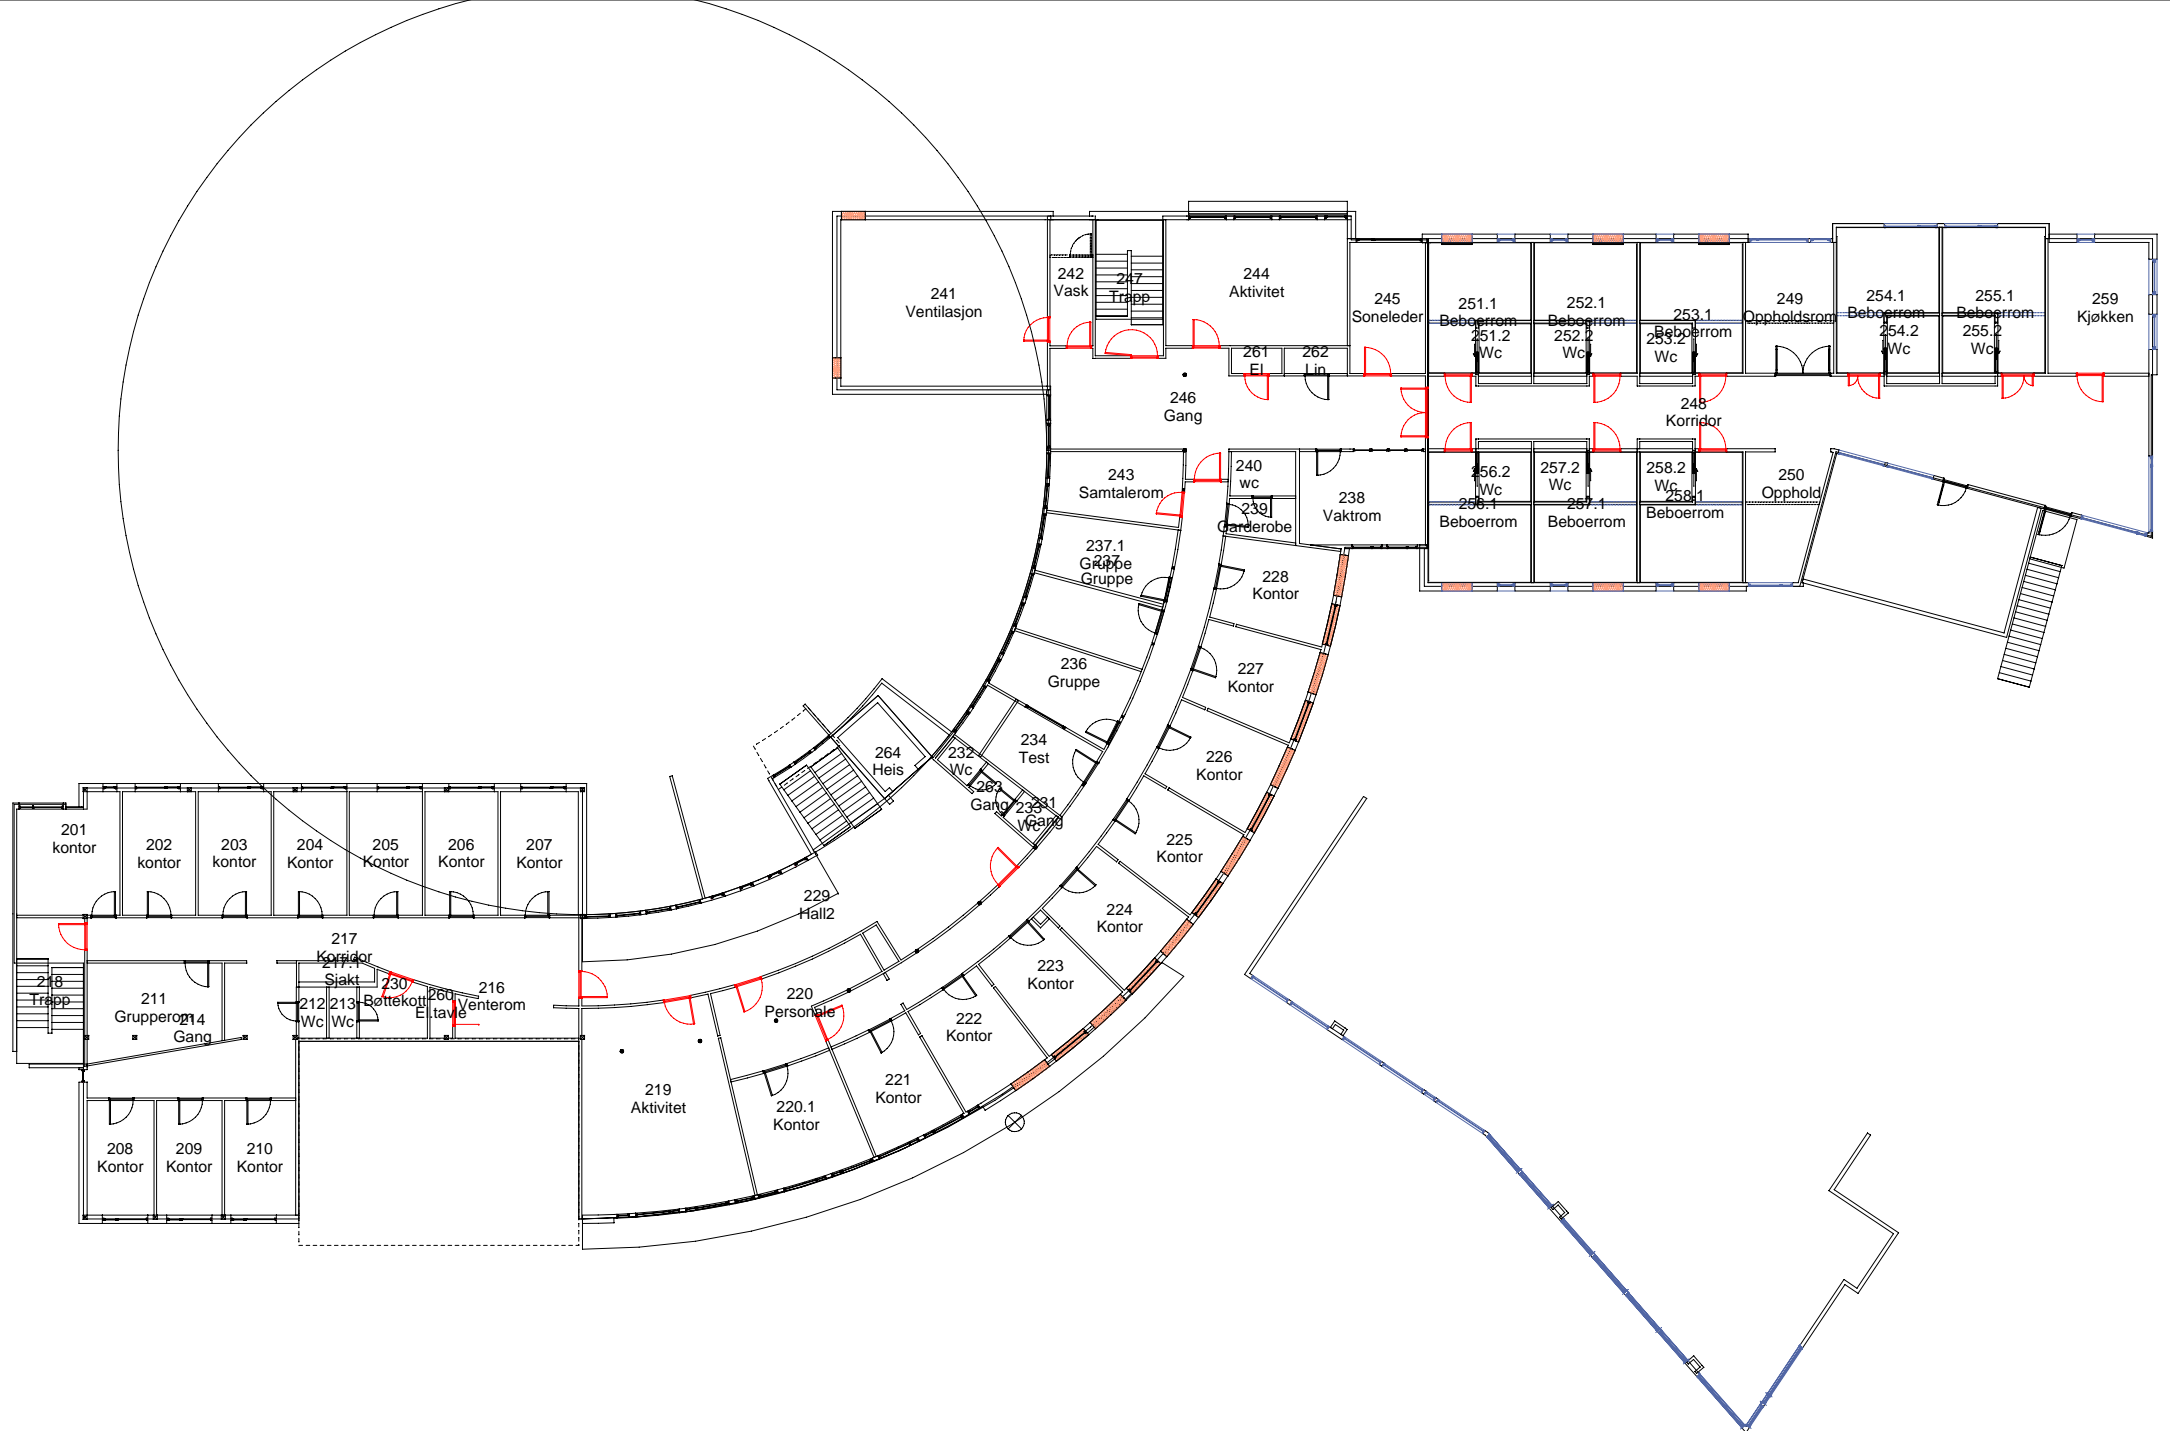 241
Ventilasjon
242
Vask
247
Trapp
244
Aktivitet
245
Soneleder
261
El
262
Lin
246
Gang
251.1
Beboerrom
251.2
Wc
252.1
Beboerrom
252.2
Wc
253.1
Beboerrom
253.2
Wc
249
Oppholdsrom
254.1
Beboerrom
254.2
Wc
255.1
Beboerrom
255.2
Wc
259
Kjøkken
248
Korridor
256.2
Wc
256.1
Beboerrom
257.2
Wc
257.1
Beboerrom
258.2
Wc
258.1
Beboerrom
250
Opphold
243
Samtalerom
240
wc
239
Garderobe
238
Vaktrom
237.1
Gruppe
237
Gruppe
236
Gruppe
234
Test
232
Wc
263
Gang
233
Wc
231
Gang
264
Heis
228
Kontor
227
Kontor
226
Kontor
225
Kontor
224
Kontor
223
Kontor
222
Kontor
221
Kontor
220.1
Kontor
220
Personale
219
Aktivitet
229
Hall2
201
kontor
202
kontor
203
kontor
204
Kontor
205
Kontor
206
Kontor
207
Kontor
217
Korridor
217.1
Sjakt
218
Trapp
211
Grupperom
214
Gang
212
Wc
213
Wc
230
Bøttekott
260
El.tavle
216
Venterom
208
Kontor
209
Kontor
210
Kontor